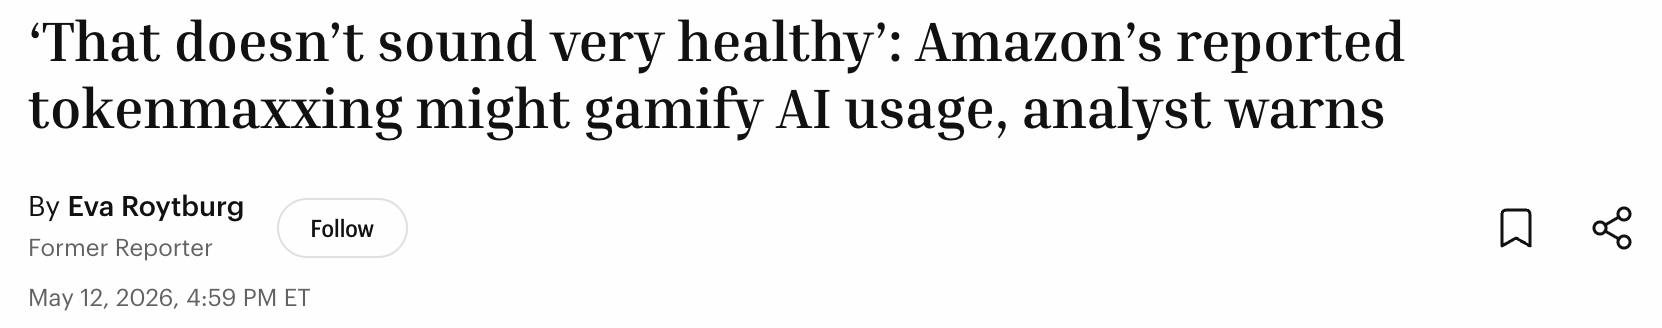 ‘That doesn’t sound very healthy’: Amazon’s reported
tokenmaxxing might gamify AI usage, analyst warns
By Eva Roytburg
Follow
Former Reporter
May 12, 2026, 4:59 PM ET